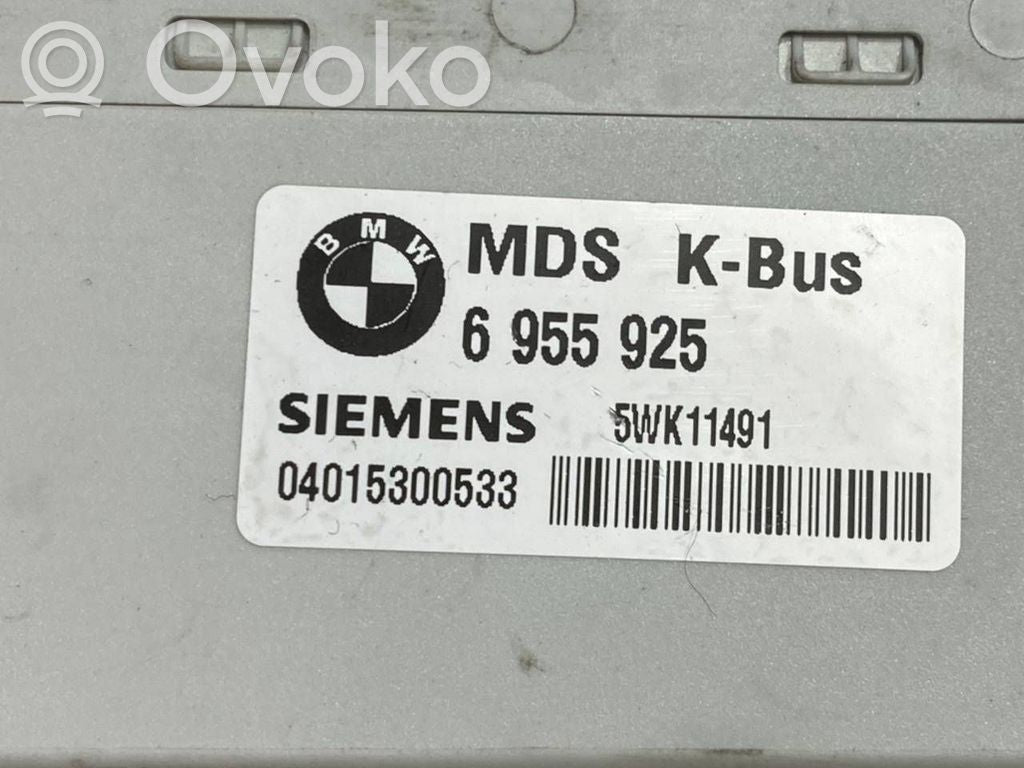 Ovoko
BMW
MDS K-Bus
6 955 925
SIEMENS 5WK11491
04015300533